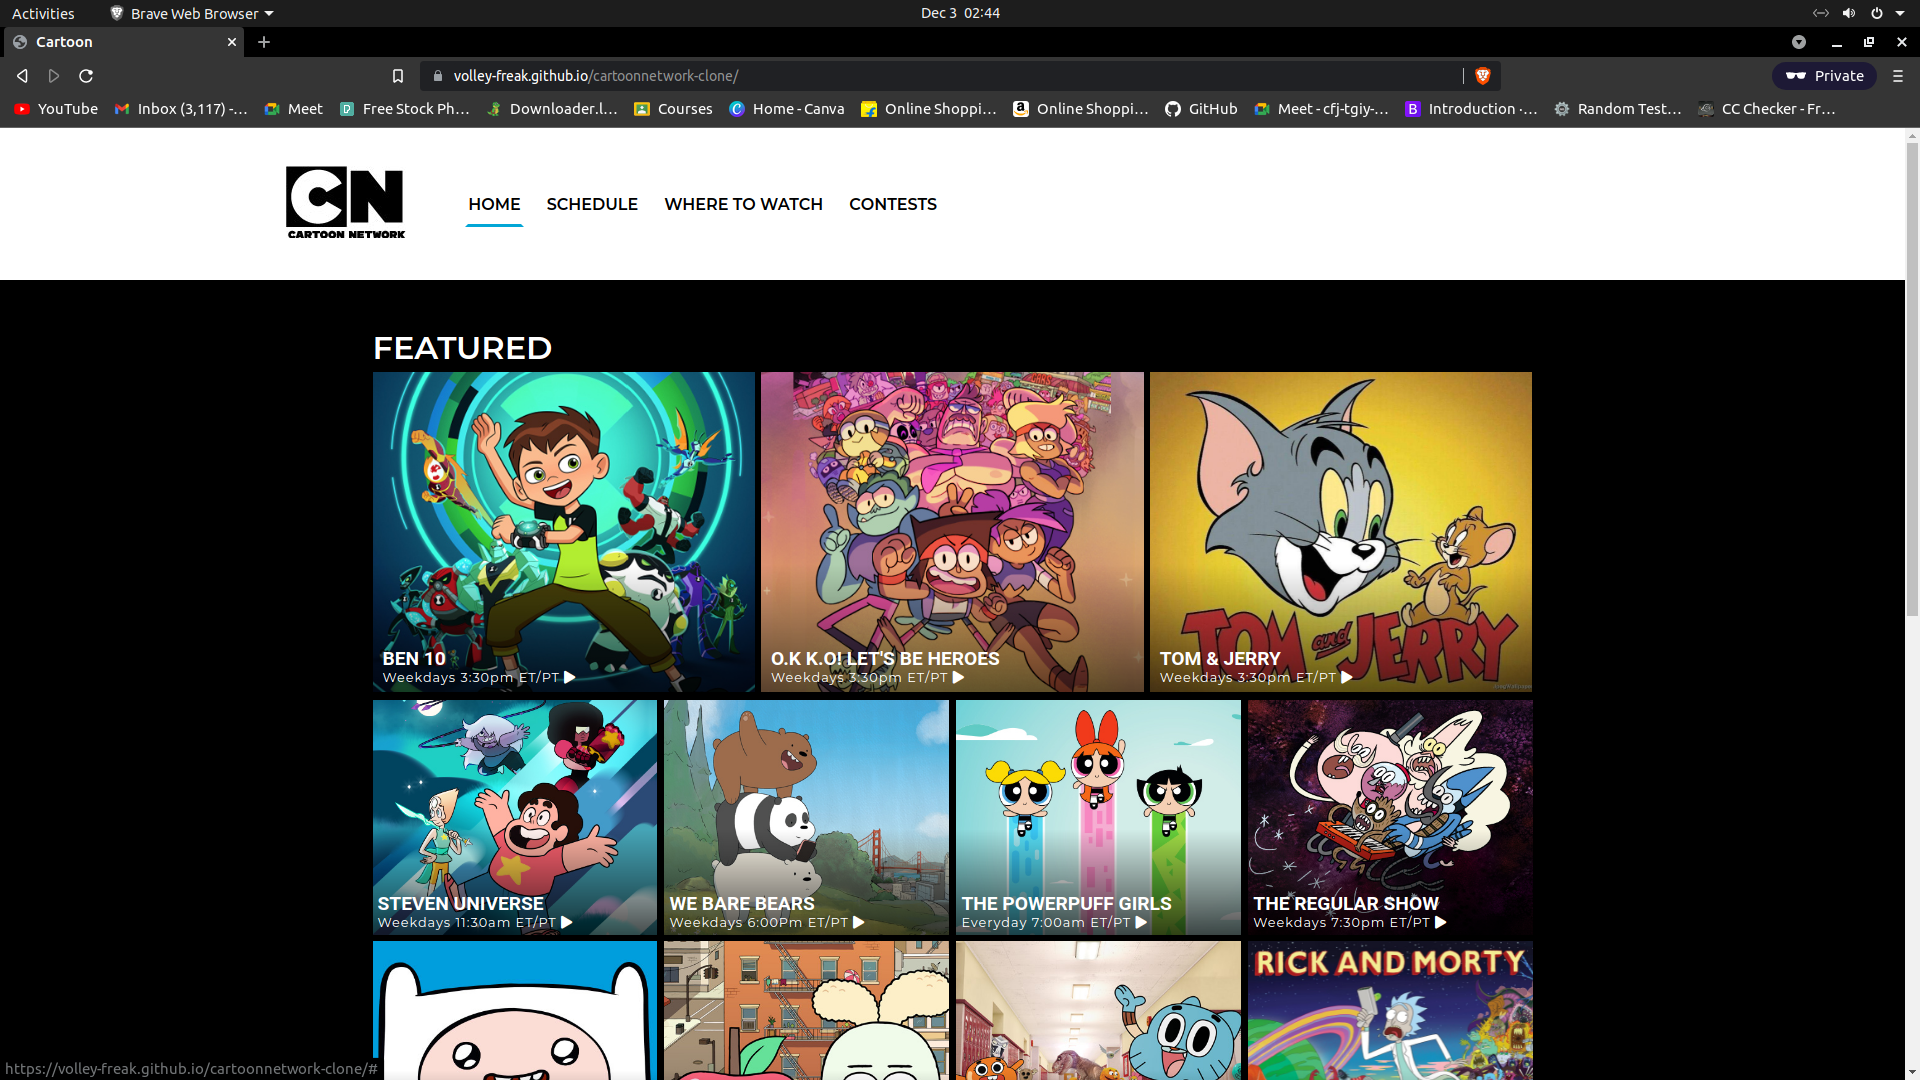 Activities
Brave Web Browser
Dec 3 02:44
Cartoon
volley-freak.github.io/cartoonnetwork-clone/
Private
YouTube
Inbox (3,117) -...
Meet
Free Stock Ph...
Downloader.l...
Courses
Home - Canva
Online Shoppi...
Online Shoppi...
GitHub
Meet - cfj-tgiy-...
Introduction ·...
Random Test...
CC Checker - Fr...
CN
CARTOON NETWORK
HOME
SCHEDULE
WHERE TO WATCH
CONTESTS
FEATURED
TOM and JERRY
BEN 10
Weekdays 3:30pm ET/PT
O.K K.O! LET'S BE HEROES
Weekdays 3:30pm ET/PT
TOM & JERRY
Weekdays 3:30pm ET/PT
STEVEN UNIVERSE
Weekdays 11:30am ET/PT
WE BARE BEARS
Weekdays 6:00Pm ET/PT
THE POWERPUFF GIRLS
Everyday 7:00am ET/PT
THE REGULAR SHOW
Weekdays 7:30pm ET/PT
RICK AND MORTY
https://volley-freak.github.io/cartoonnetwork-clone/#